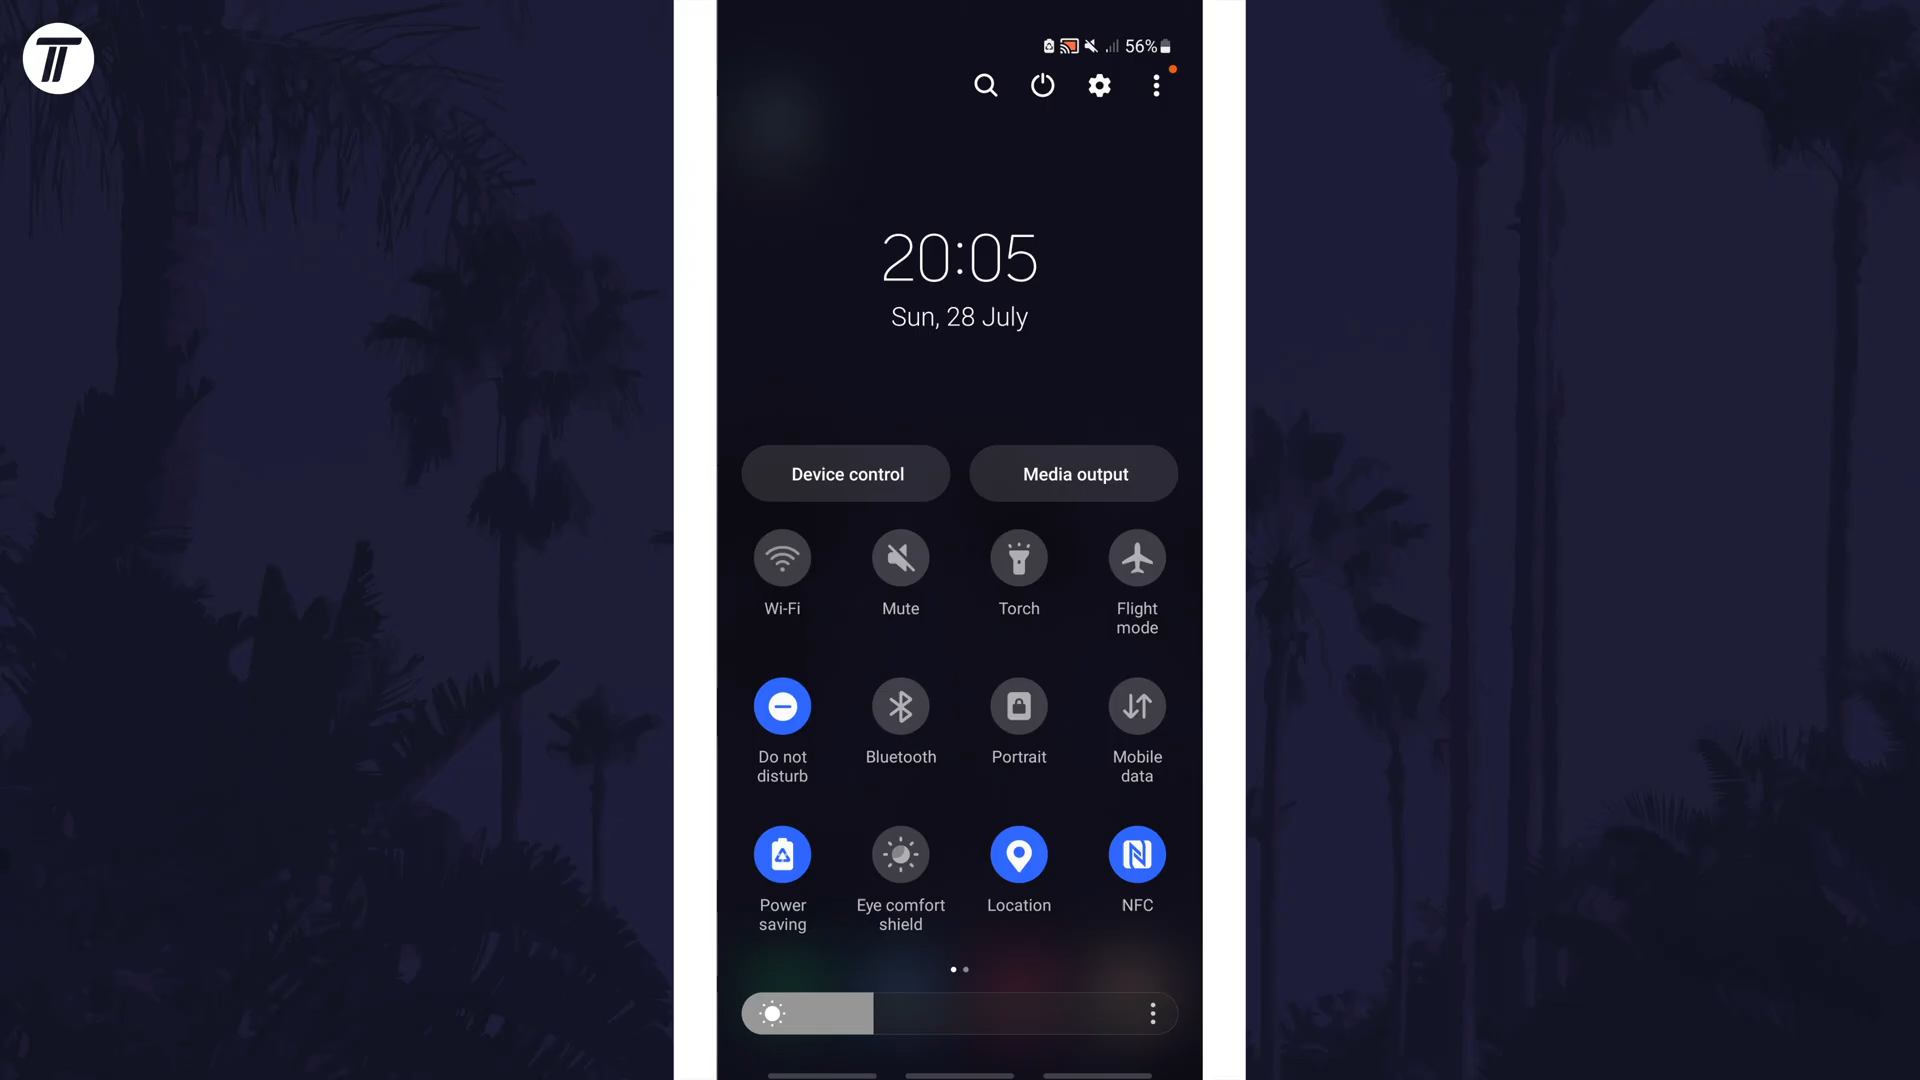 56%
20:05
Sun, 28 July
Device control Media output
Wi-Fi Mute Torch Flight mode
Do not disturb Bluetooth Portrait Mobile data
Power saving Eye comfort shield Location NFC